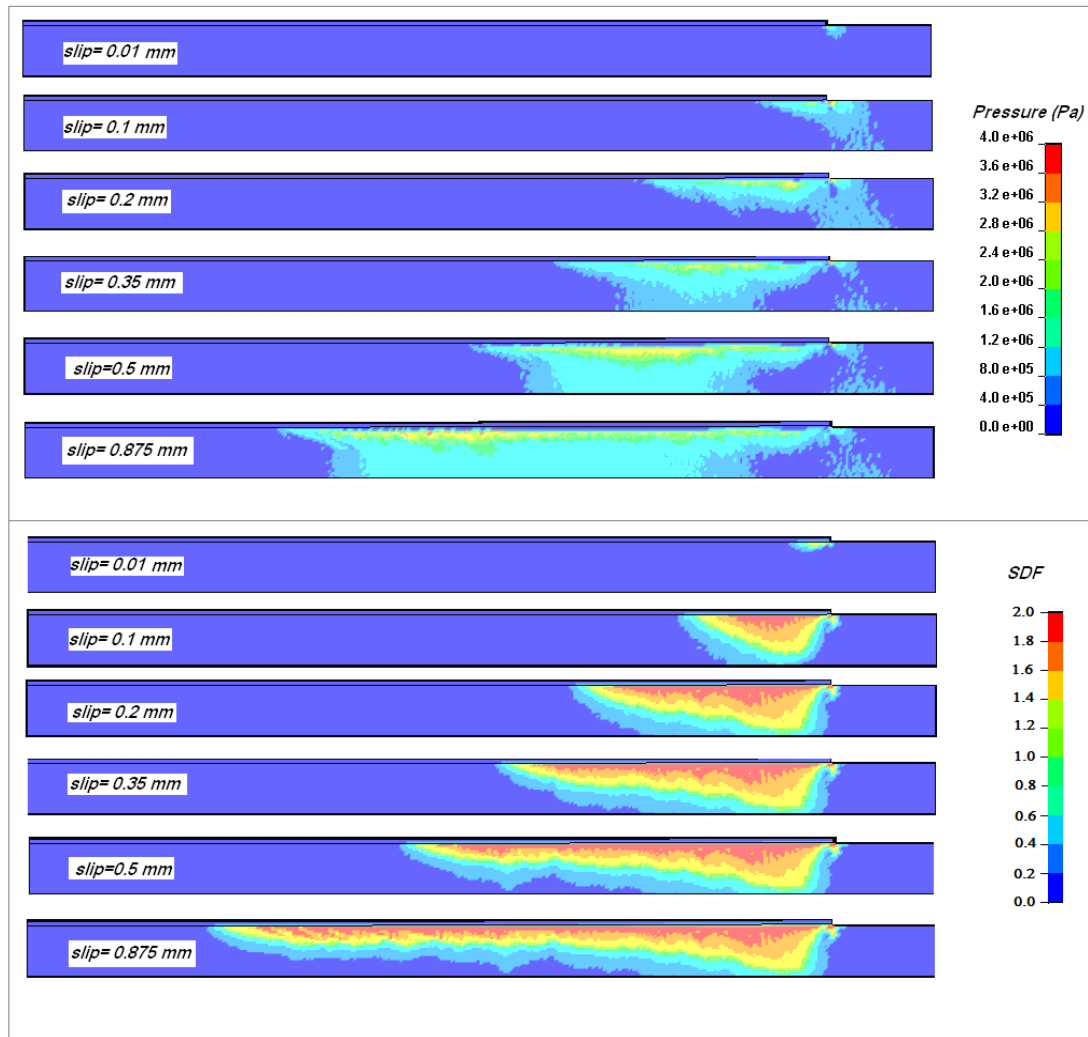 slip= 0.01 mm
slip= 0.1 mm
slip= 0.2 mm
slip= 0.35 mm
slip=0.5 mm
slip= 0.875 mm
Pressure (Pa)
4.0 e+06
3.6 e+06
3.2 e+06
2.8 e+06
2.4 e+06
2.0 e+06
1.6 e+06
1.2 e+06
8.0 e+05
4.0 e+05
0.0 e+00
slip= 0.01 mm
slip= 0.1 mm
slip= 0.2 mm
slip= 0.35 mm
slip=0.5 mm
slip= 0.875 mm
SDF
2.0
1.8
1.6
1.4
1.2
1.0
0.8
0.6
0.4
0.2
0.0